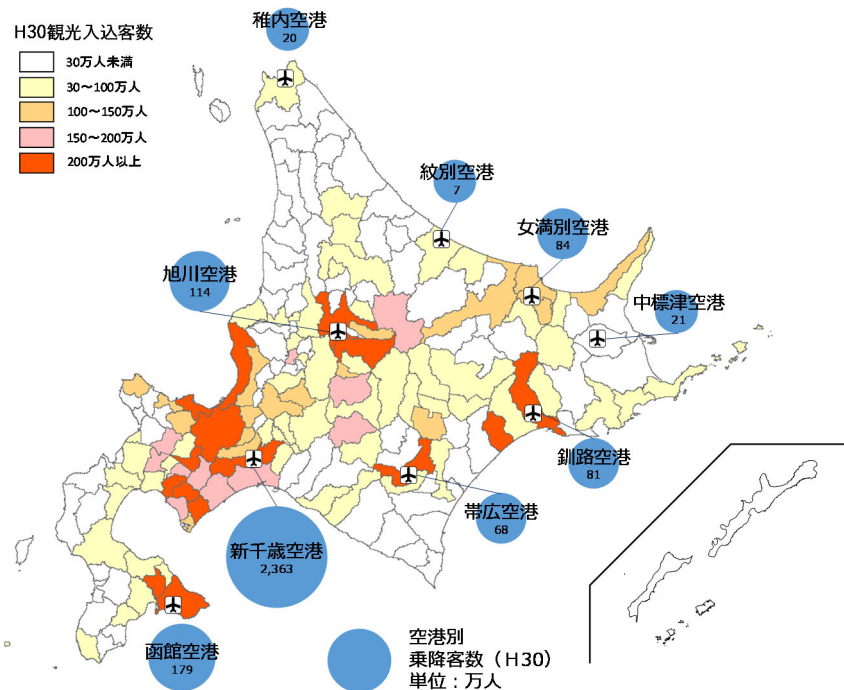 H30観光入込客数
30万人未満
30～100万人
100～150万人
150～200万人
200万人以上
稚内空港
20
紋別空港
7
女満別空港
84
旭川空港
114
中標津空港
21
釧路空港
81
帯広空港
68
新千歳空港
2,363
函館空港
179
空港別
乗降客数（H30）
単位：万人